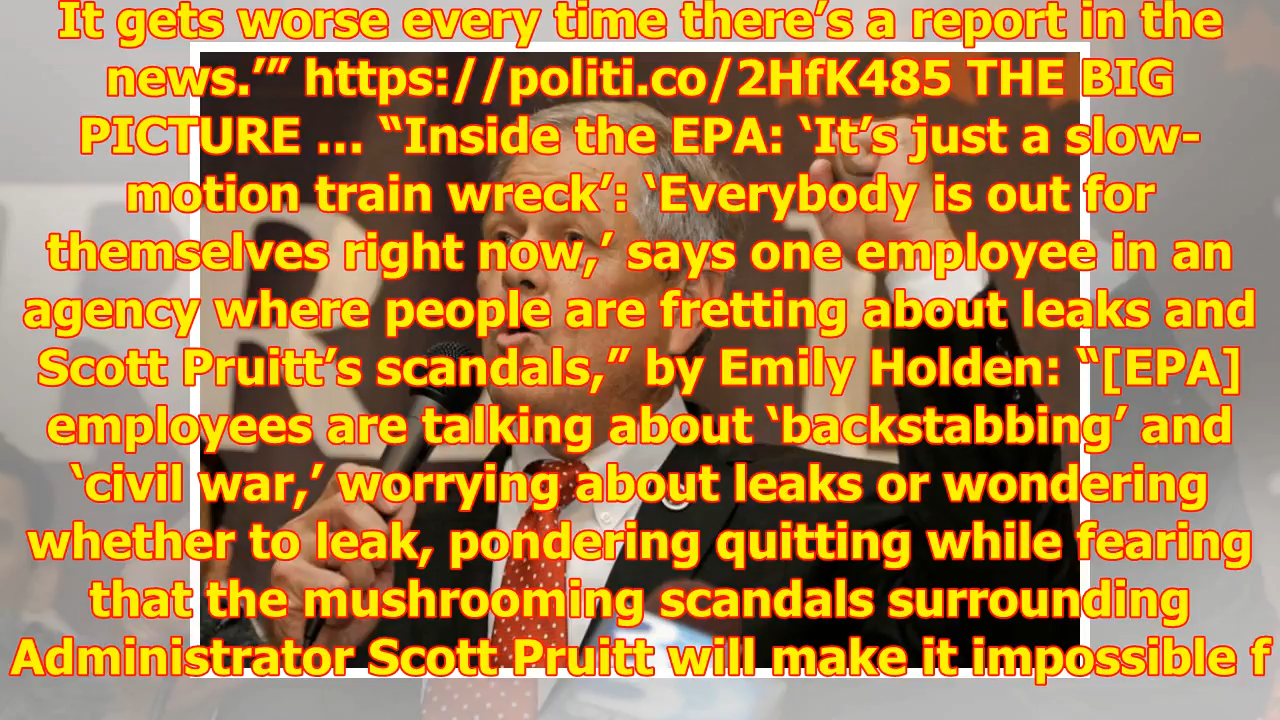 It gets worse every time there’s a report in the
news.’” https://politi.co/2HfK485 THE BIG
PICTURE ... “Inside the EPA: ‘It’s just a slow-
motion train wreck’: ‘Everybody is out for
themselves right now,’ says one employee in an
agency where people are fretting about leaks and
Scott Pruitt’s scandals,” by Emily Holden: “[EPA]
employees are talking about ‘backstabbing’ and
‘civil war,’ worrying about leaks or wondering
whether to leak, pondering quitting while fearing
that the mushrooming scandals surrounding
Administrator Scott Pruitt will make it impossible f